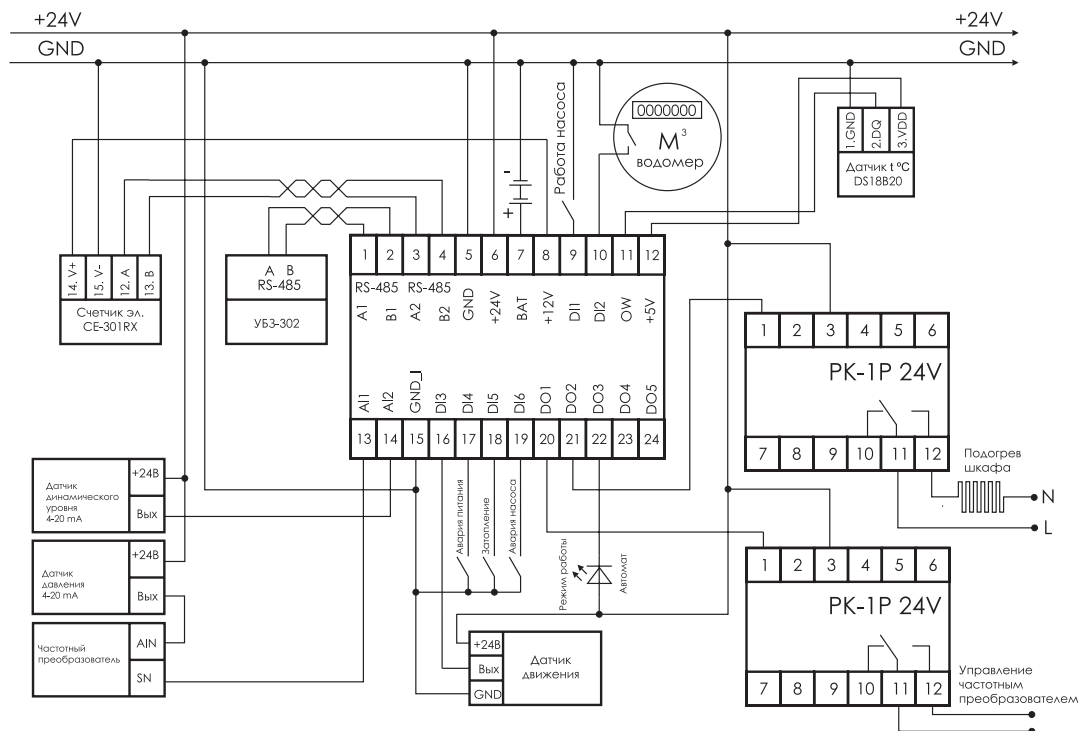 +24V
+24V
GND
GND
0000000
М³
водомер
Работа насоса
1.GND
2.DQ
3.VDD
Датчик t ºC
DS18B20
-
+
14. V+
15. V-
12. A
13. B
Счетчик эл.
СЕ-301RX
A B
RS-485
УБЗ-302
1 2 3 4 5 6 7 8 9 10 11 12
RS-485 RS-485
A1
B1
A2
B2
GND
+24V
BAT
+12V
DI1
DI2
OW
+5V
AI1
AI2
GND_I
DI3
DI4
DI5
DI6
DO1
DO2
DO3
DO4
DO5
13 14 15 16 17 18 19 20 21 22 23 24
1 2 3 4 5 6
РК-1Р 24V
7 8 9 10 11 12
Подогрев
шкафа
N
L
Датчик
динамического
уровня
4-20 mA
+24В
Вых
Датчик
давления
4-20 mA
+24В
Вых
Частотный
преобразователь
AIN
SN
Авария питания
Затопление
Авария насоса
Режим работы
Автомат
+24В
Вых
GND
Датчик
движения
1 2 3 4 5 6
РК-1Р 24V
7 8 9 10 11 12
Управление
частотным
преобразователем